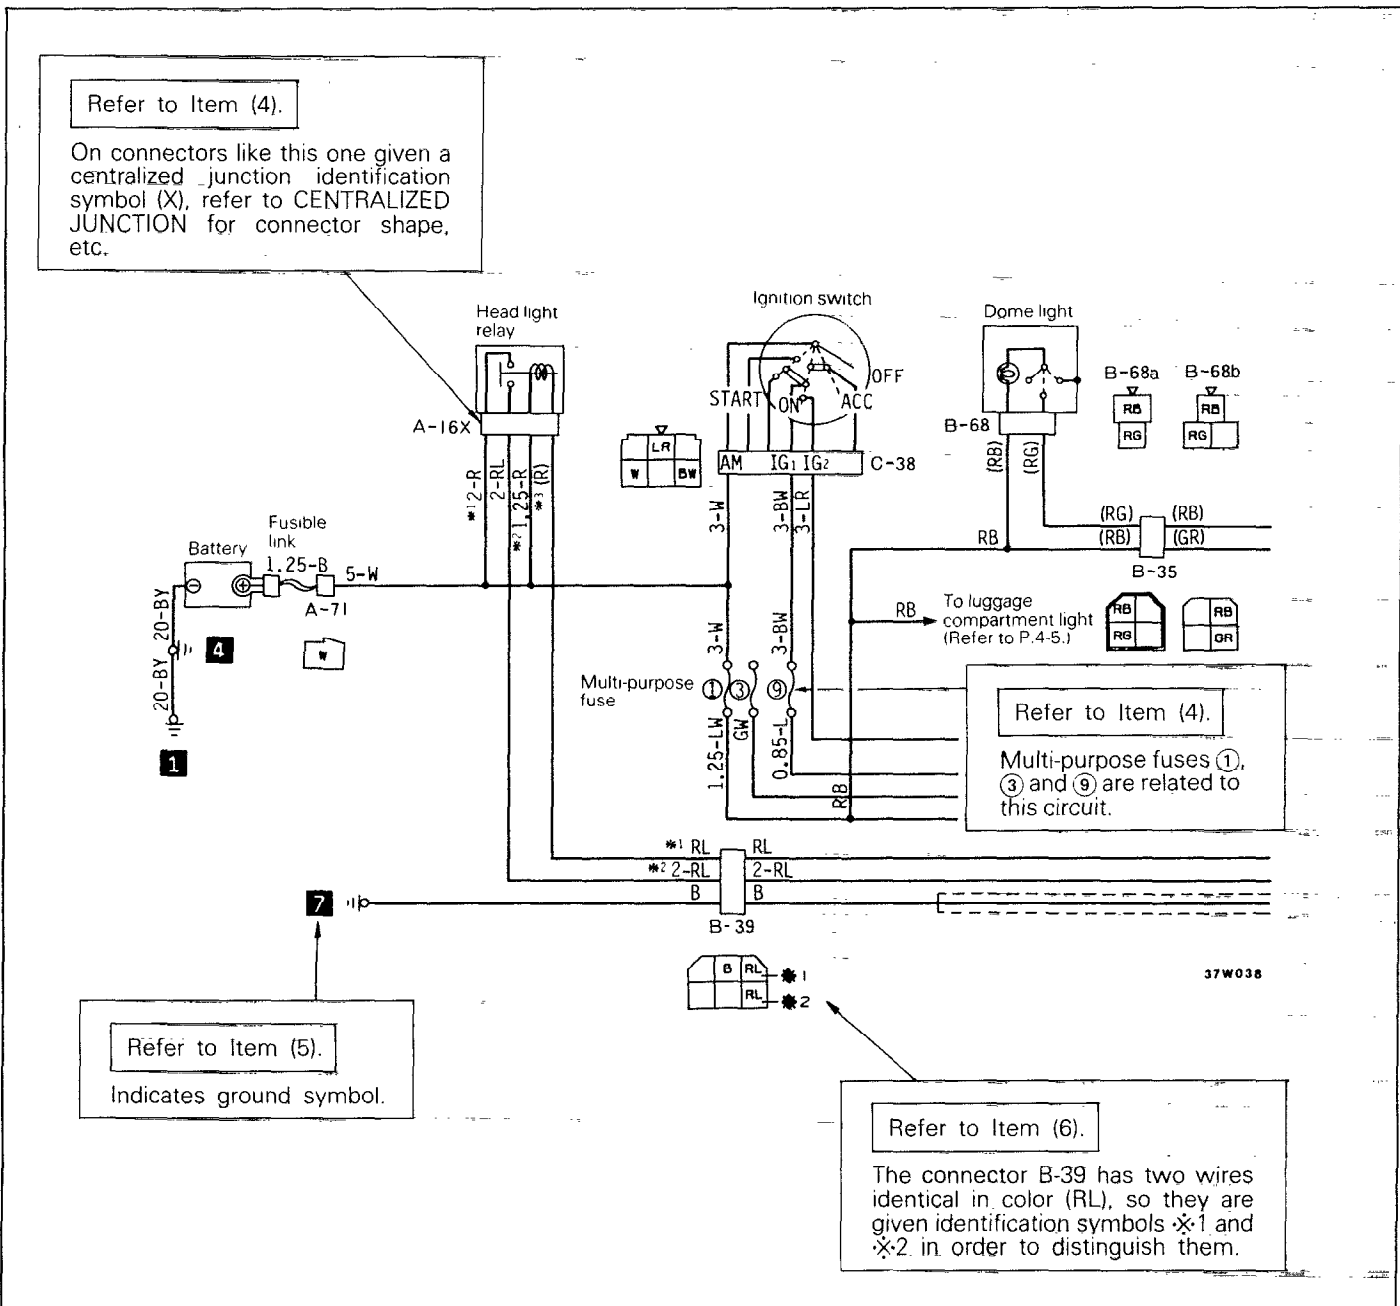 Refer to Item (4).
On connectors like this one given a
centralized junction identification
symbol (X), refer to CENTRALIZED
JUNCTION for connector shape,
etc.
Head light
relay
A-16X
Ignition switch
START
ON
ACC
OFF
AM
IG1
IG2
C-38
LR
W
BW
Dome light
B-68
B-68a
RB
RG
B-68b
RB
RG
※1 2-R
2-RL
※2 1.25-R
※3 (R)
3-W
3-BW
3-LR
(RB)
(RG)
(RG)
(RB)
(RB)
(GR)
RB
B-35
Battery
Fusible
link
1.25-B
5-W
A-71
W
20-BY
4
20-BY
1
RB
To luggage
compartment light
(Refer to P.4-5.)
RB
RG
RB
GR
3-W
3-BW
Multi-purpose
fuse
①
③
⑨
1.25-LW
GW
0.85-L
RB
Refer to Item (4).
Multi-purpose fuses ①,
③ and ⑨ are related to
this circuit.
※1 RL
RL
※2 2-RL
2-RL
B
B
7
B-39
B
RL
※1
RL
※2
37W038
Refer to Item (5).
Indicates ground symbol.
Refer to Item (6).
The connector B-39 has two wires
identical in color (RL), so they are
given identification symbols ※1 and
※2 in order to distinguish them.